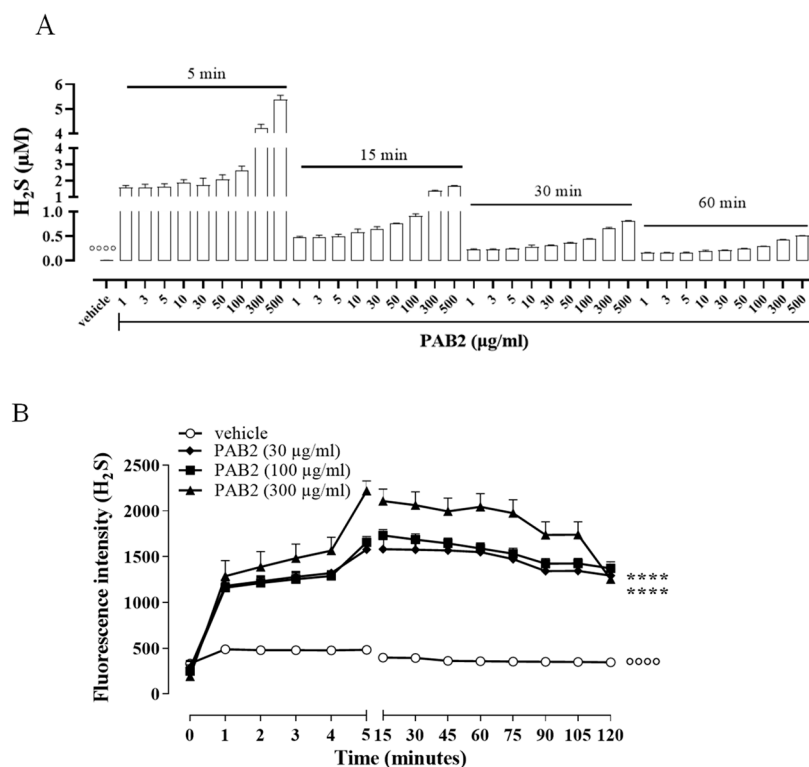 A
5 min
15 min
30 min
60 min
H₂S (µM)
6
5
4
4
3
2
1
1.0
0.5
0.0
°°°°
vehicle 1 3 5 10 30 50 100 300 500 1 3 5 10 30 50 100 300 500 1 3 5 10 30 50 100 300 500 1 3 5 10 30 50 100 300 500
PAB2 (µg/ml)
B
vehicle
PAB2 (30 µg/ml)
PAB2 (100 µg/ml)
PAB2 (300 µg/ml)
Fluorescence intensity (H₂S)
2500
2000
1500
1000
500
0
****
****
°°°°
0 1 2 3 4 5 15 30 45 60 75 90 105 120
Time (minutes)